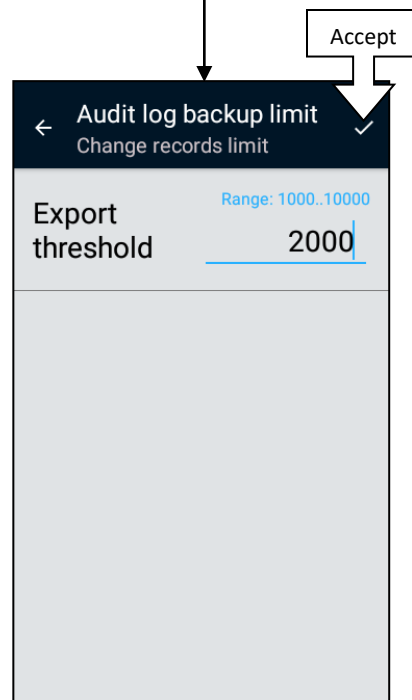 Accept
Audit log backup limit
Change records limit
Range: 1000..10000
Export
threshold
2000